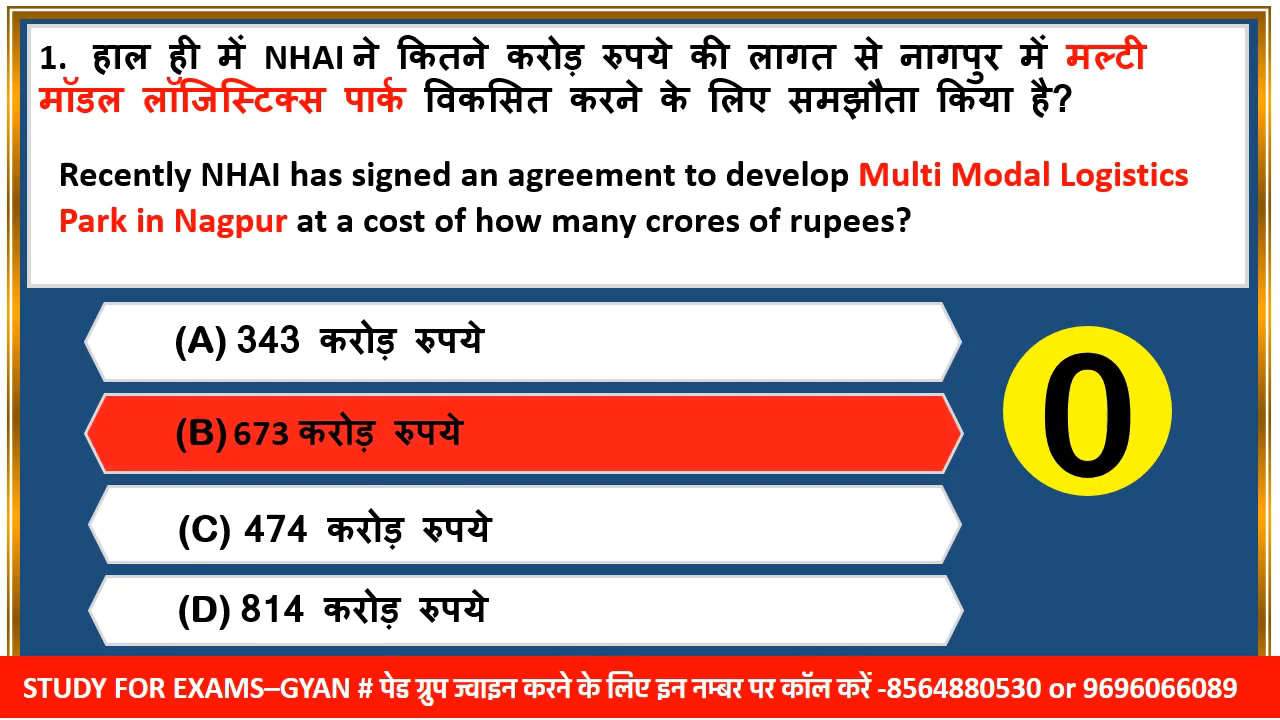 1. हाल ही में NHAI ने कितने करोड़ रुपये की लागत से नागपुर में मल्टी
मॉडल लॉजिस्टिक्स पार्क विकसित करने के लिए समझौता किया है?
Recently NHAI has signed an agreement to develop Multi Modal Logistics
Park in Nagpur at a cost of how many crores of rupees?
(A) 343 करोड़ रुपये
(B) 673 करोड़ रुपये
0
(C) 474 करोड़ रुपये
(D) 814 करोड़ रुपये
STUDY FOR EXAMS–GYAN # पेड ग्रुप ज्वाइन करने के लिए इन नम्बर पर कॉल करें -8564880530 or 9696066089